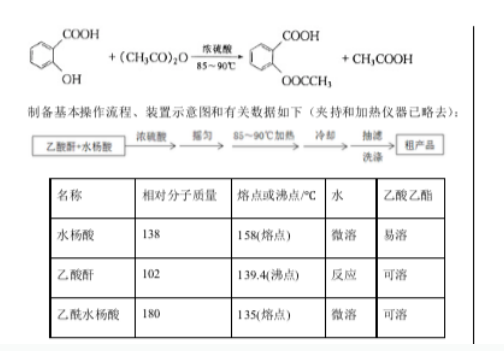 COOH COOH
+ (CH₃CO)₂O 浓硫酸 85~90℃ + CH₃COOH
OH OOCCH₃
制备基本操作流程、装置示意图和有关数据如下（夹持和加热仪器已略去）：
乙酸酐+水杨酸 浓硫酸 摇匀 85~90℃加热 冷却 抽滤 洗涤 粗产品
名称 相对分子质量 熔点或沸点/℃ 水 乙酸乙酯
水杨酸 138 158(熔点) 微溶 易溶
乙酸酐 102 139.4(沸点) 反应 可溶
乙酰水杨酸 180 135(熔点) 微溶 可溶